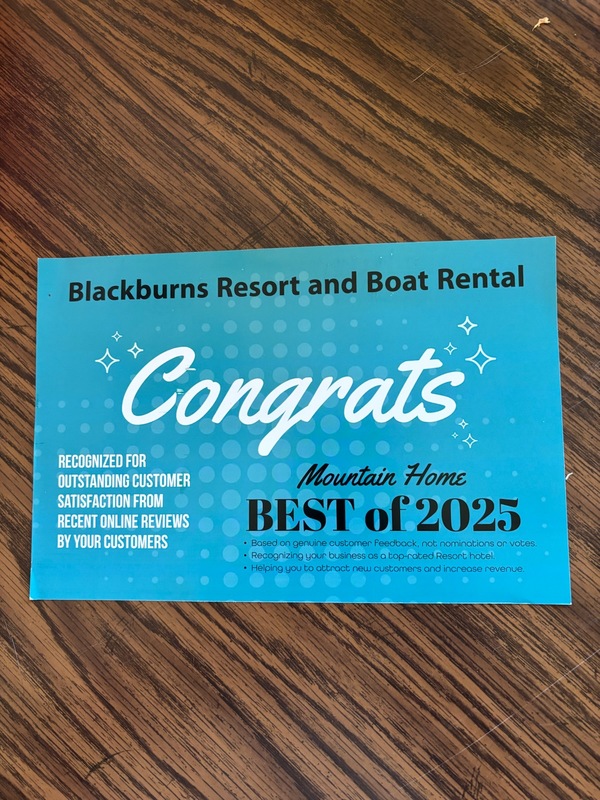 Blackburns Resort and Boat Rental
Congrats
RECOGNIZED FOR
OUTSTANDING CUSTOMER
SATISFACTION FROM
RECENT ONLINE REVIEWS
BY YOUR CUSTOMERS
Mountain Home
BEST of 2025
• Based on genuine customer feedback, not nominations or votes.
• Recognizing your business as a top-rated Resort hotel.
• Helping you to attract new customers and increase revenue.